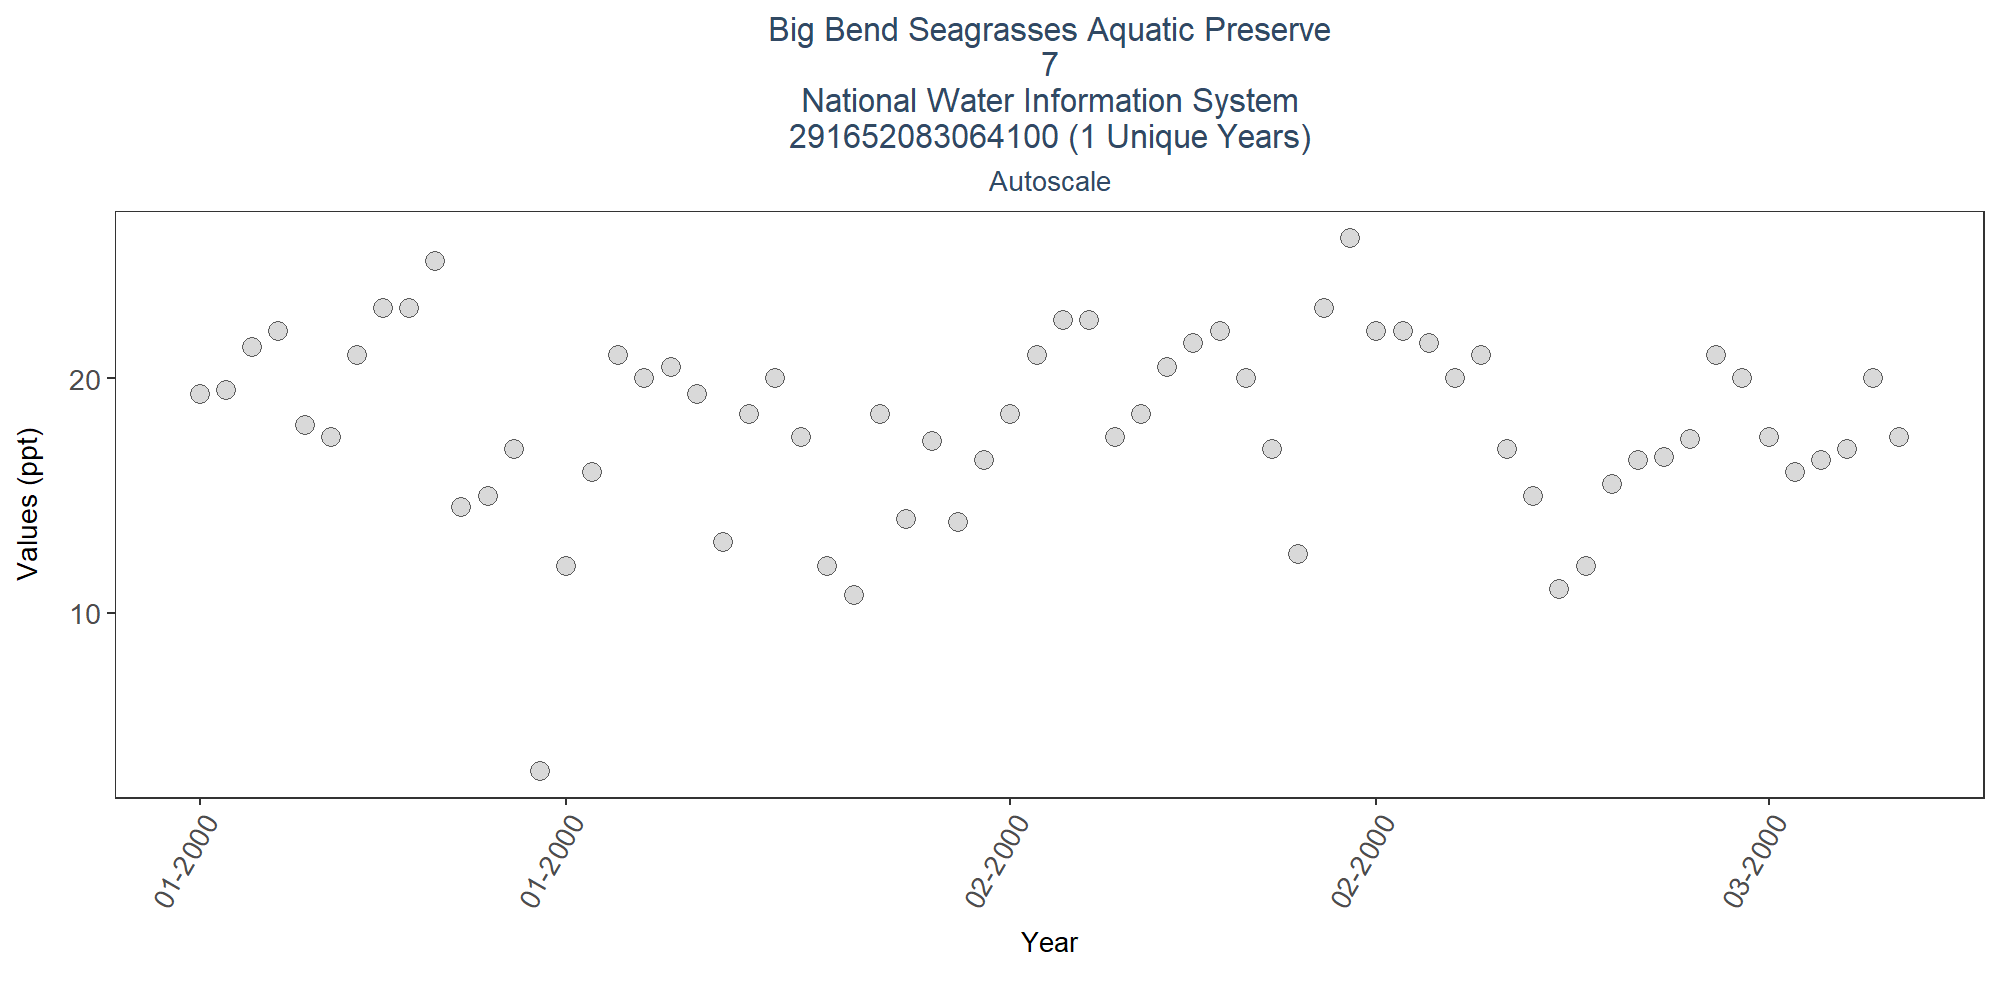 Big Bend Seagrasses Aquatic Preserve
7
National Water Information System
291652083064100 (1 Unique Years)
Autoscale
Values (ppt)
20
10
01-2000
01-2000
02-2000
02-2000
03-2000
Year